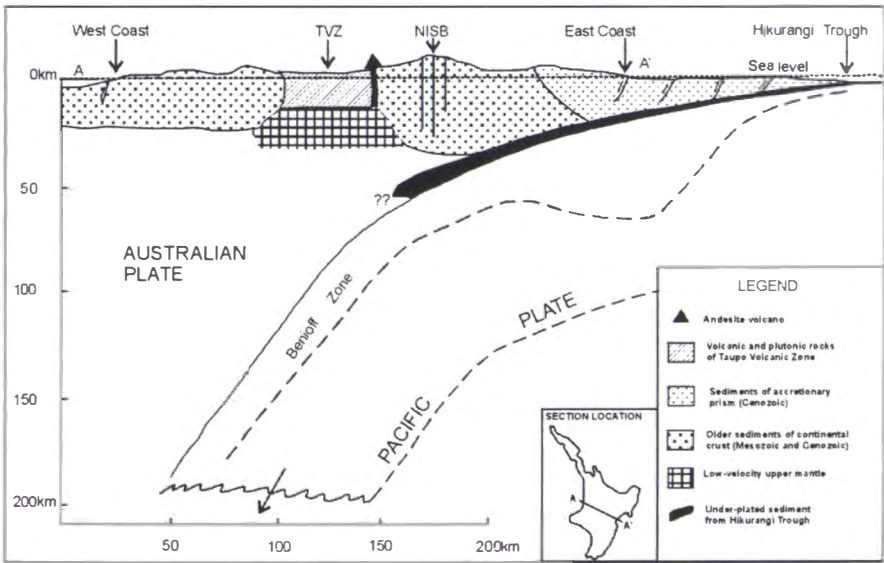 West Coast
TVZ
NISB
East Coast
Hikurangi
Trough
A
A'
Sea level
0km
50
100
150
200km
??
AUSTRALIAN
PLATE
Benioff Zone
PACIFIC PLATE
50
100
150
200km
SECTION LOCATION
A
A'
LEGEND
Andesite volcano
Volcanic and plutonic rocks
of Taupo Volcanic Zone
Sediments of accretionary
prism (Cenozoic)
Older sediments of continental
crust (Mesozoic and Cenozoic)
Low-velocity upper mantle
Under-plated sediment
from Hikurangi Trough